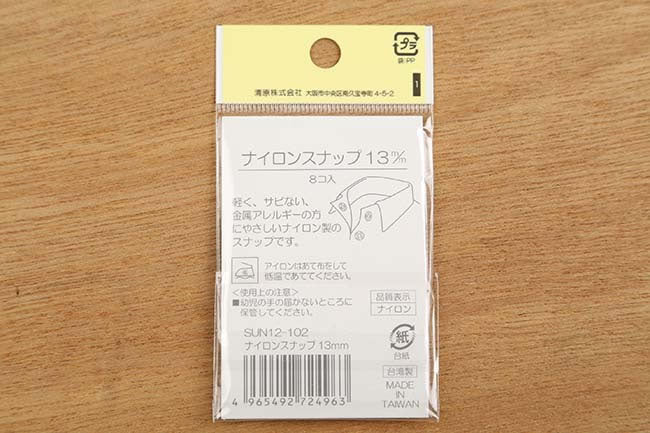 プラ
袋:PP
清原株式会社 大阪市中央区南久宝寺町4-5-2
1
ナイロンスナップ13m/m
8コ入
軽く、サビない、
金属アレルギーの方
にやさしいナイロン製の
スナップです。
アイロンはあて布をして
低温であててください。
<使用上の注意>
■幼児の手の届かないところに
保管してください。
品質表示
ナイロン
SUN12-102
ナイロンスナップ13mm
紙
台紙
台湾製
MADE
IN
TAIWAN
4 965492 724963